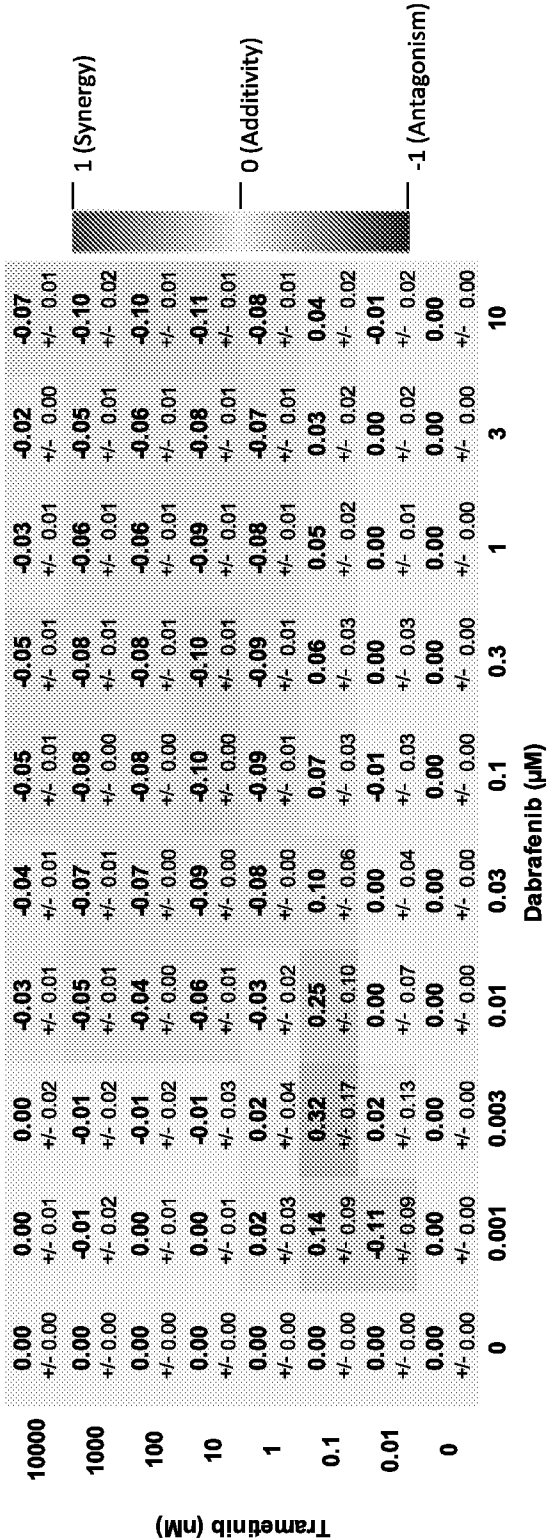 Trametinib (nM)
10000 0.00 0.00 0.00 -0.03 -0.04 -0.05 -0.05 -0.03 -0.02 -0.07
+/- 0.00 +/- 0.01 +/- 0.02 +/- 0.01 +/- 0.01 +/- 0.01 +/- 0.01 +/- 0.01 +/- 0.00 +/- 0.01
1000 0.00 -0.01 -0.01 -0.05 -0.07 -0.08 -0.08 -0.06 -0.05 -0.10
+/- 0.00 +/- 0.02 +/- 0.02 +/- 0.01 +/- 0.01 +/- 0.00 +/- 0.01 +/- 0.01 +/- 0.01 +/- 0.02
100 0.00 0.00 -0.01 -0.04 -0.07 -0.08 -0.08 -0.06 -0.06 -0.10
+/- 0.00 +/- 0.01 +/- 0.02 +/- 0.00 +/- 0.00 +/- 0.00 +/- 0.01 +/- 0.01 +/- 0.01 +/- 0.01
10 0.00 0.00 -0.01 -0.06 -0.09 -0.10 -0.10 -0.09 -0.08 -0.11
+/- 0.00 +/- 0.01 +/- 0.03 +/- 0.01 +/- 0.00 +/- 0.00 +/- 0.01 +/- 0.01 +/- 0.01 +/- 0.01
1 0.00 0.02 0.02 -0.03 -0.08 -0.09 -0.09 -0.08 -0.07 -0.08
+/- 0.00 +/- 0.03 +/- 0.04 +/- 0.02 +/- 0.00 +/- 0.01 +/- 0.01 +/- 0.01 +/- 0.01 +/- 0.01
0.1 0.00 0.14 0.32 0.25 0.10 0.07 0.06 0.05 0.03 0.04
+/- 0.00 +/- 0.09 +/- 0.17 +/- 0.10 +/- 0.06 +/- 0.03 +/- 0.03 +/- 0.02 +/- 0.02 +/- 0.02
0.01 0.00 -0.11 0.02 0.00 0.00 -0.01 0.00 0.00 0.00 -0.01
+/- 0.00 +/- 0.09 +/- 0.13 +/- 0.07 +/- 0.04 +/- 0.03 +/- 0.03 +/- 0.01 +/- 0.02 +/- 0.02
0 0.00 0.00 0.00 0.00 0.00 0.00 0.00 0.00 0.00 0.00
+/- 0.00 +/- 0.00 +/- 0.00 +/- 0.00 +/- 0.00 +/- 0.00 +/- 0.00 +/- 0.00 +/- 0.00 +/- 0.00
0 0.001 0.003 0.01 0.03 0.1 0.3 1 3 10
Dabrafenib (µM)
1 (Synergy)
0 (Additivity)
-1 (Antagonism)